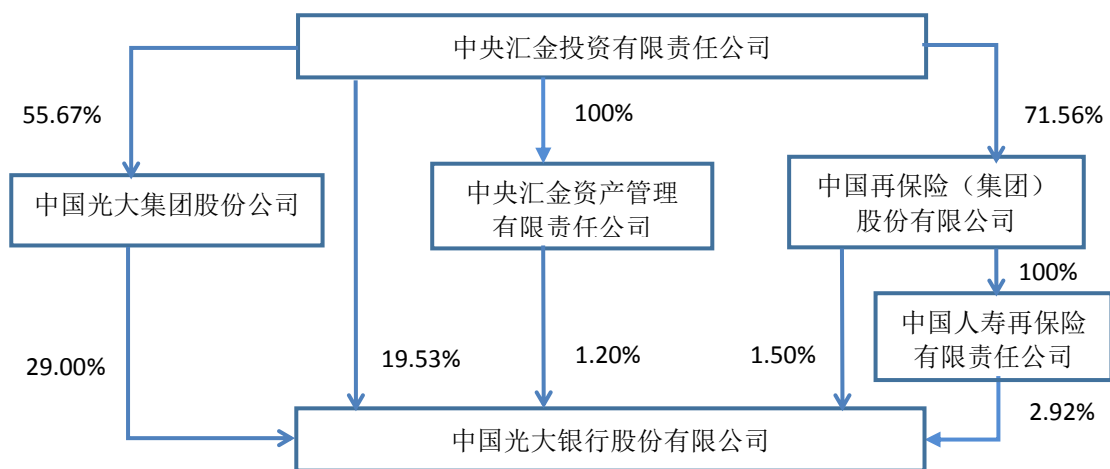 中央汇金投资有限责任公司
55.67%
100%
71.56%
中国光大集团股份公司
中央汇金资产管理
有限责任公司
中国再保险（集团）
股份有限公司
100%
中国人寿再保险
有限责任公司
29.00%
19.53%
1.20%
1.50%
2.92%
中国光大银行股份有限公司